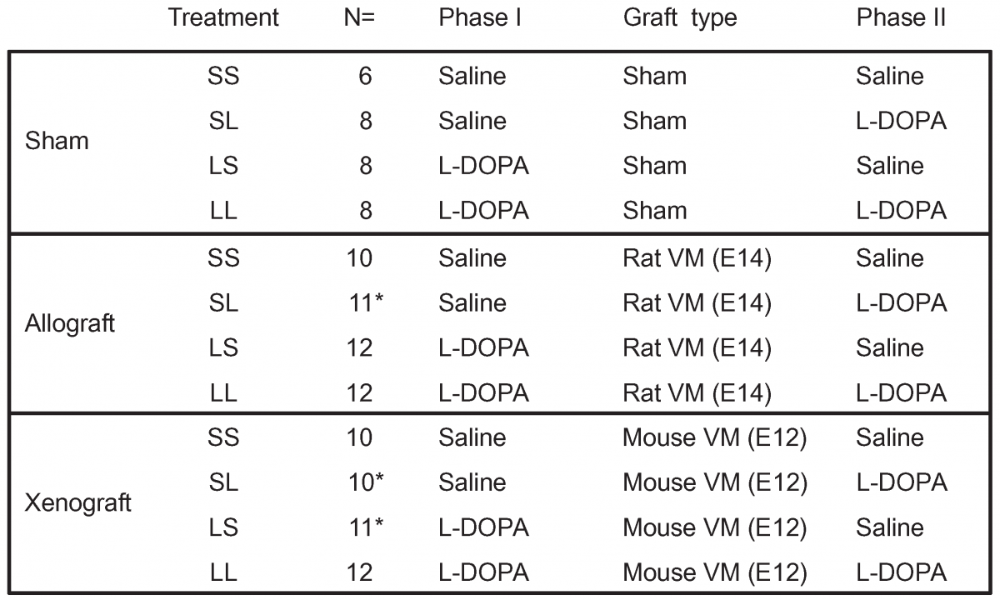 Treatment N= Phase I Graft type Phase II
SS 6 Saline Sham Saline
SL 8 Saline Sham L-DOPA
Sham
LS 8 L-DOPA Sham Saline
LL 8 L-DOPA Sham L-DOPA
SS 10 Saline Rat VM (E14) Saline
SL 11* Saline Rat VM (E14) L-DOPA
Allograft
LS 12 L-DOPA Rat VM (E14) Saline
LL 12 L-DOPA Rat VM (E14) L-DOPA
SS 10 Saline Mouse VM (E12) Saline
SL 10* Saline Mouse VM (E12) L-DOPA
Xenograft
LS 11* L-DOPA Mouse VM (E12) Saline
LL 12 L-DOPA Mouse VM (E12) L-DOPA